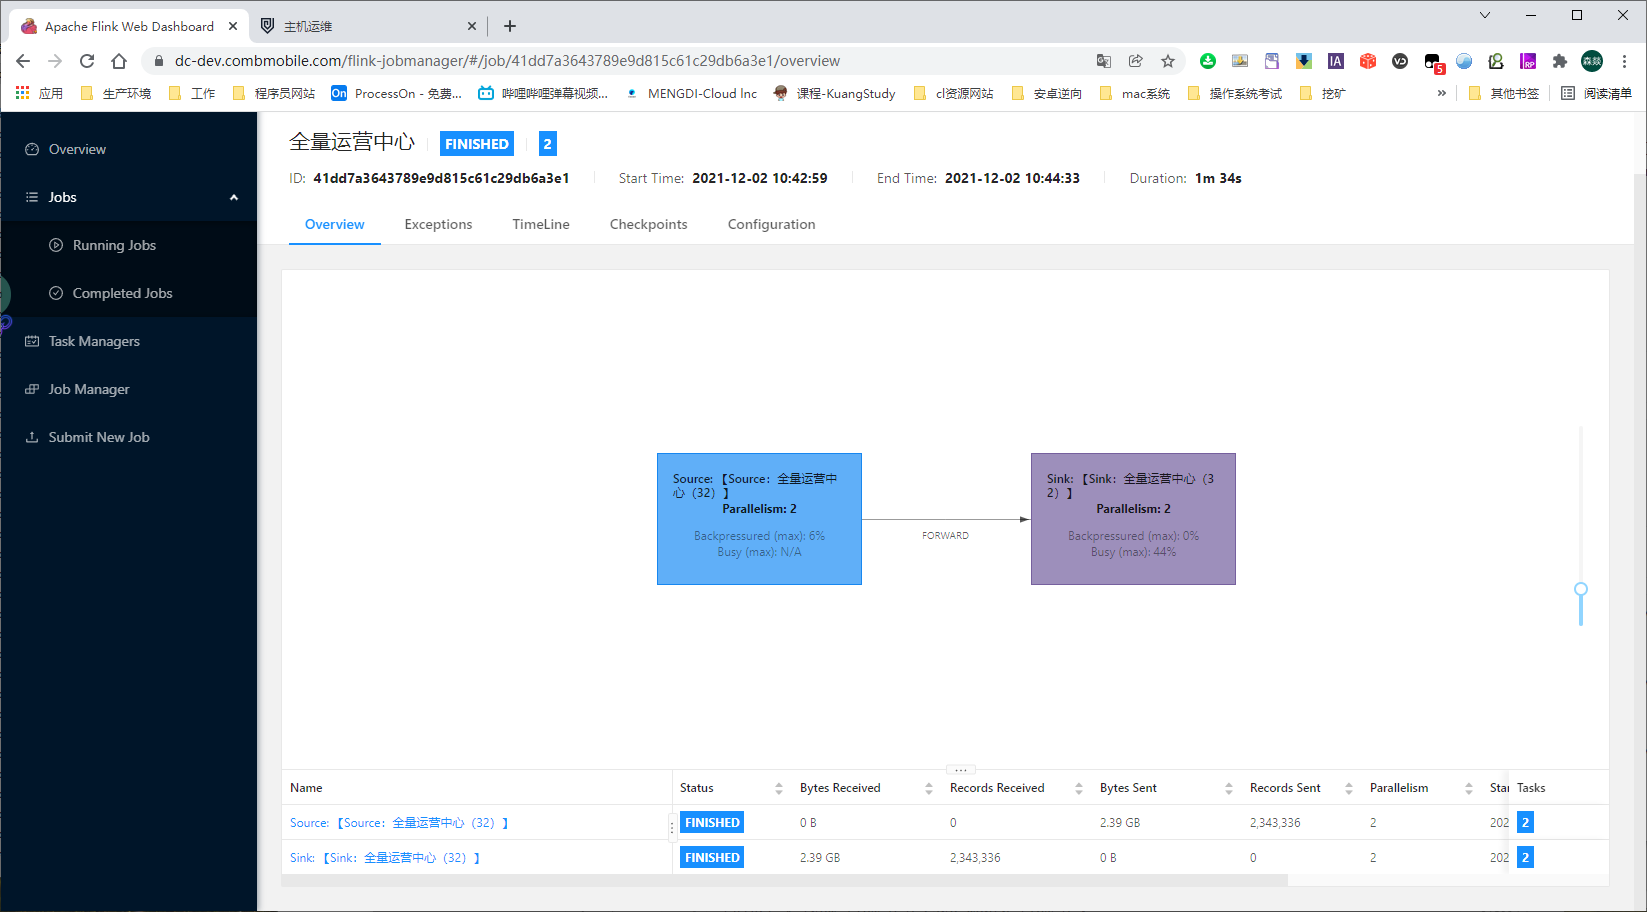 Apache Flink Web Dashboard
主机运维
dc-dev.combmobile.com/flink-jobmanager/#/job/41dd7a3643789e9d815c61c29db6a3e1/overview
IA
VD
5
RP
森燚
应用
生产环境
工作
程序员网站
On
ProcessOn - 免费...
哔哩哔哩弹幕视频...
MENGDI-Cloud Inc
课程-KuangStudy
cl资源网站
安卓逆向
mac系统
操作系统考试
挖矿
»
其他书签
阅读清单
Overview
Jobs
Running Jobs
Completed Jobs
Task Managers
Job Manager
Submit New Job
全量运营中心 FINISHED 2
ID: 41dd7a3643789e9d815c61c29db6a3e1 Start Time: 2021-12-02 10:42:59 End Time: 2021-12-02 10:44:33 Duration: 1m 34s
Overview Exceptions TimeLine Checkpoints Configuration
Source: 【Source：全量运营中
心（32）】
Parallelism: 2
Backpressured (max): 6%
Busy (max): N/A
FORWARD
Sink: 【Sink：全量运营中心（3
2）】
Parallelism: 2
Backpressured (max): 0%
Busy (max): 44%
Name Status Bytes Received Records Received Bytes Sent Records Sent Parallelism Star Tasks
Source: 【Source：全量运营中心（32）】 FINISHED 0 B 0 2.39 GB 2,343,336 2 202 2
Sink: 【Sink：全量运营中心（32）】 FINISHED 2.39 GB 2,343,336 0 B 0 2 202 2